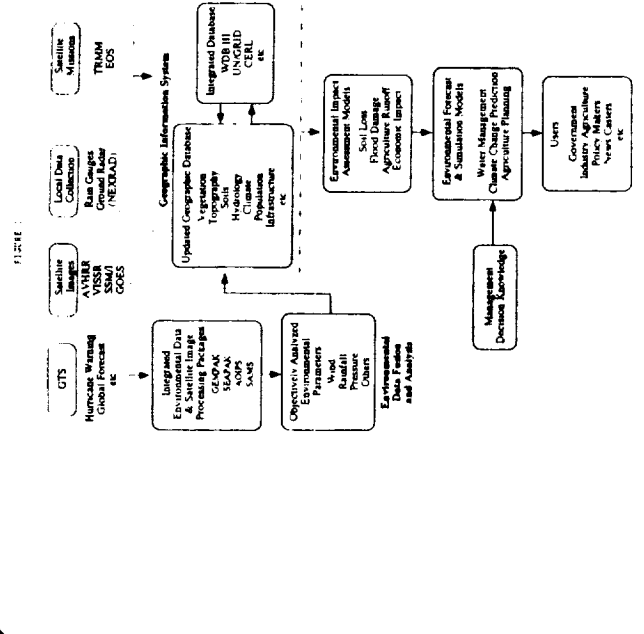 FIGURE
GTS
Hurricane Warning
Global Forecast
etc
Satellite
Images
AVHRR
VISSR
SSM/I
GOES
Local Data
Collection
Rain Gauges
Ground Radar
(NEXRAD)
Satellite
Missions
TRMM
EOS
Integrated
Environmental Data
& Satellite Image
Processing Packages
GEMPAK
SEAPAK
AOIPS
SAMS
Objectively Analyzed
Environmental
Parameters
Wind
Rainfall
Pressure
Others
Environmental
Data Fusion
and Analysis
Geographic Information System
Updated Geographic Database
Vegetation
Topography
Soils
Hydrology
Climate
Population
Infrastructure
etc
Integrated Database
WDB III
UN/GRID
CERL
etc
Environmental Impact
Assessment Models
Soil Loss
Flood Damage
Agriculture Runoff
Economic Impact
Management
Decision Knowledge
Environmental Forecast
& Simulation Models
Water Management
Climate Change Prediction
Agriculture Planning
Users
Government
Industry Agriculture
Policy Makers
News Casters
etc